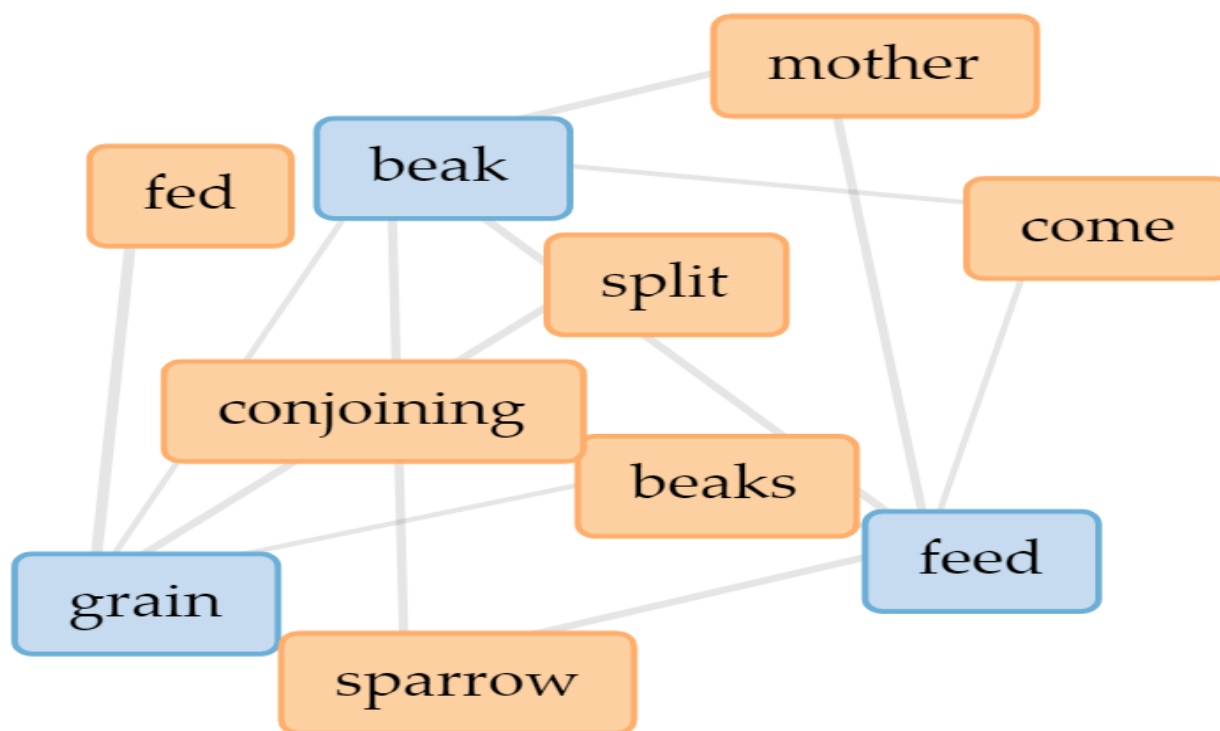 mother
beak
fed
come
split
conjoining
beaks
feed
grain
sparrow